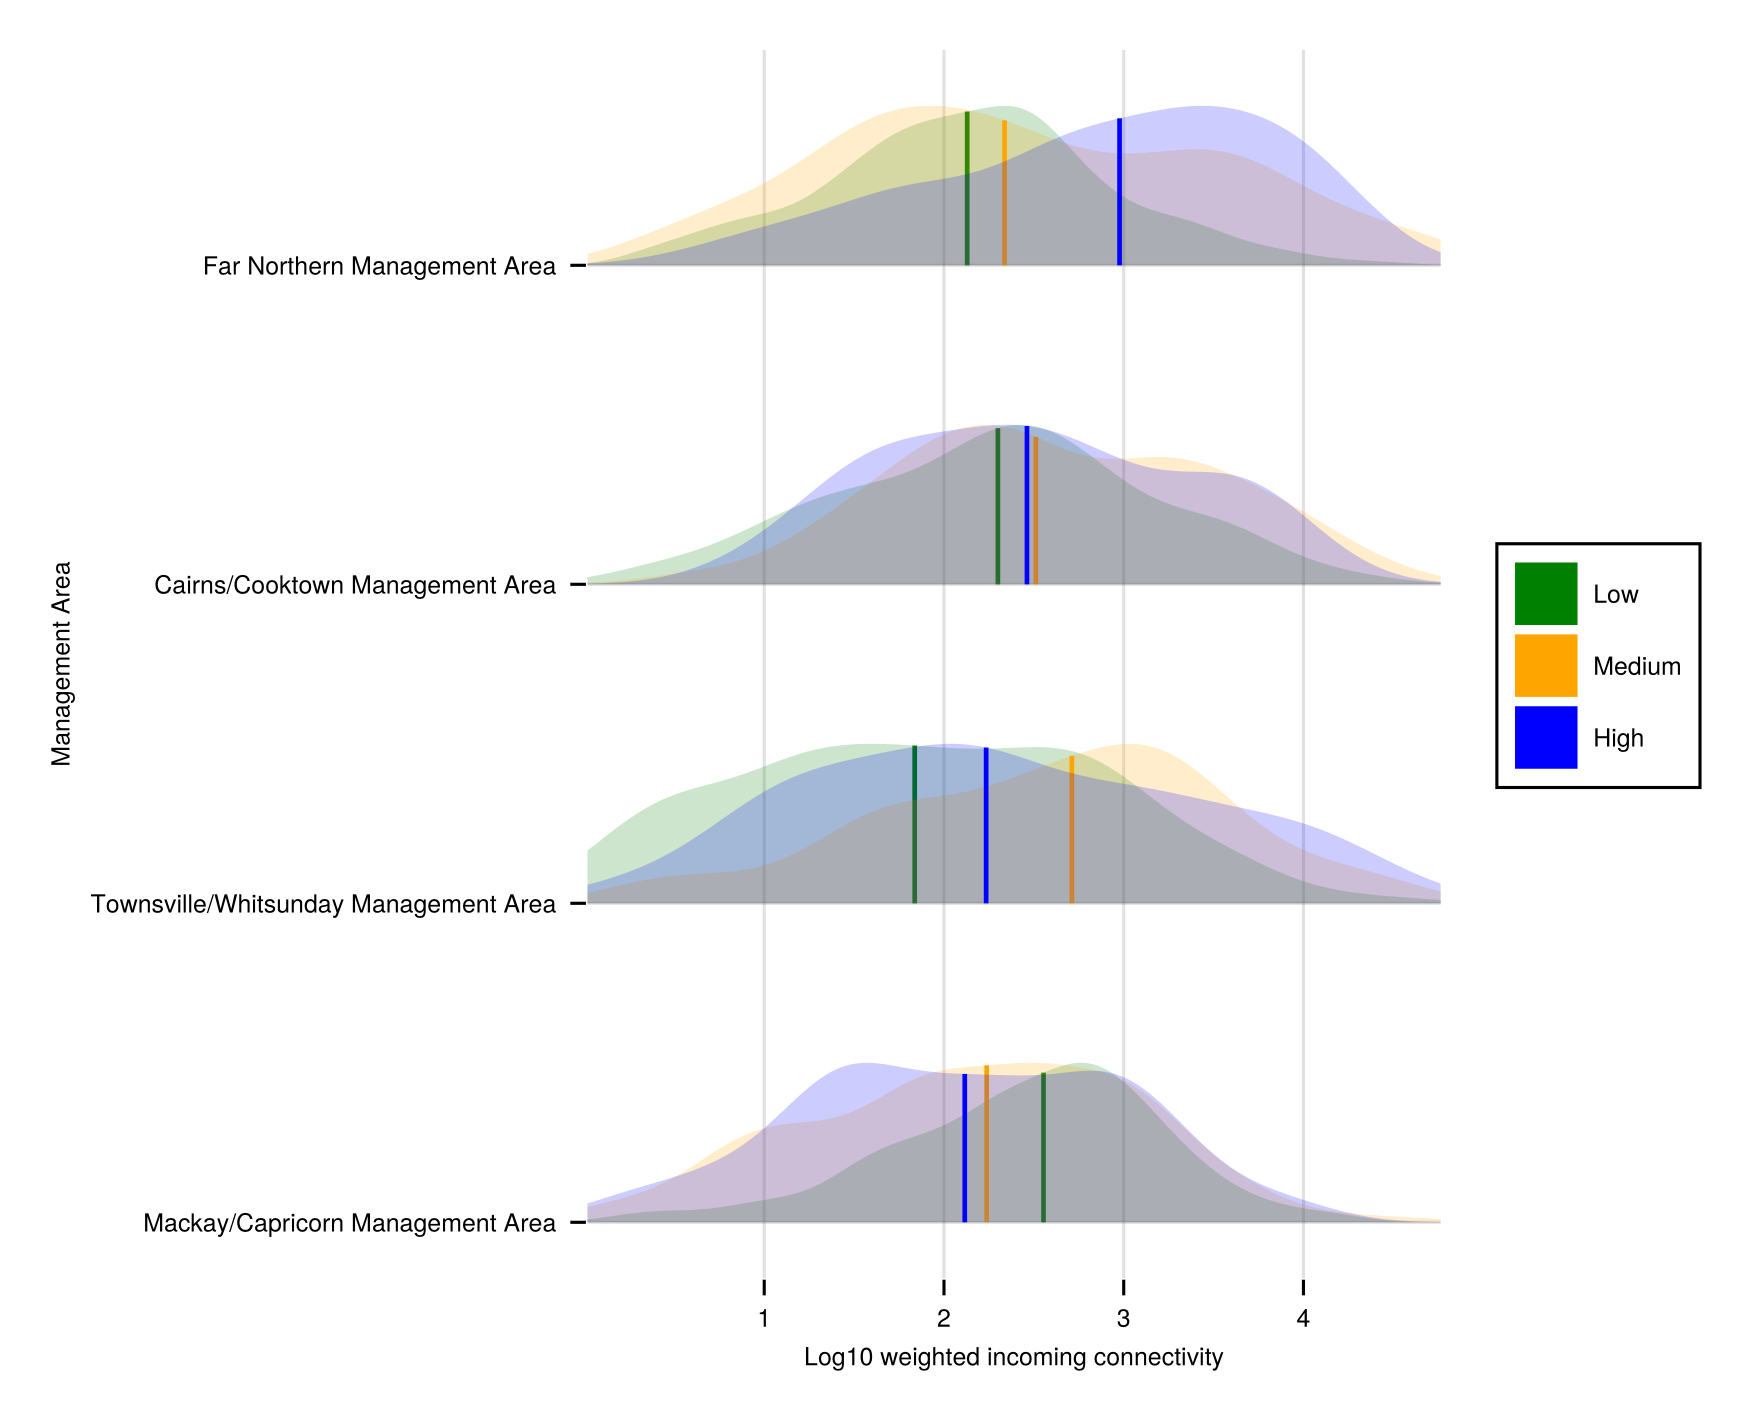 Far Northern Management Area
Cairns/Cooktown Management Area
Townsville/Whitsunday Management Area
Mackay/Capricorn Management Area
Management Area
1 2 3 4
Log10 weighted incoming connectivity
Low
Medium
High